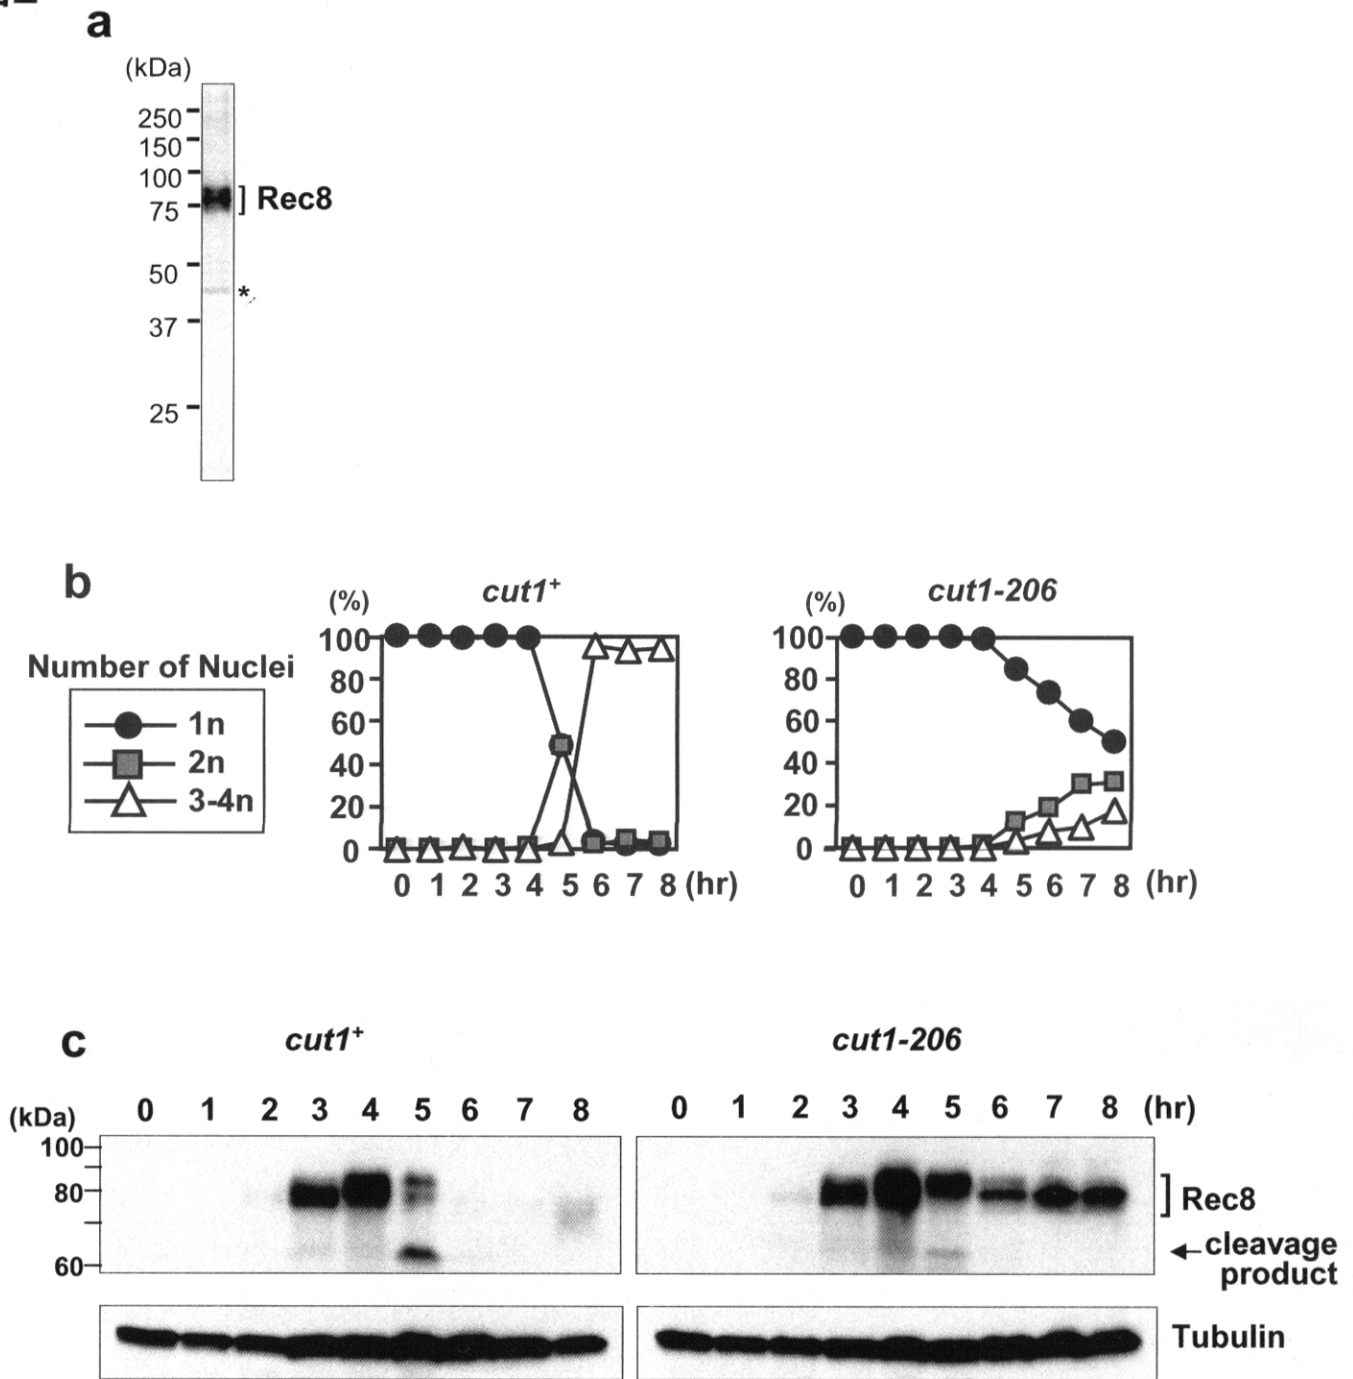 a
(kDa)
250
150
100
75
50
37
25
Rec8
*
b
Number of Nuclei
1n
2n
3-4n
(%)
cut1+
100
80
60
40
20
0
0 1 2 3 4 5 6 7 8 (hr)
(%)
cut1-206
100
80
60
40
20
0
0 1 2 3 4 5 6 7 8 (hr)
c
cut1+
cut1-206
(kDa)
0 1 2 3 4 5 6 7 8
0 1 2 3 4 5 6 7 8 (hr)
100
80
60
Rec8
cleavage
product
Tubulin